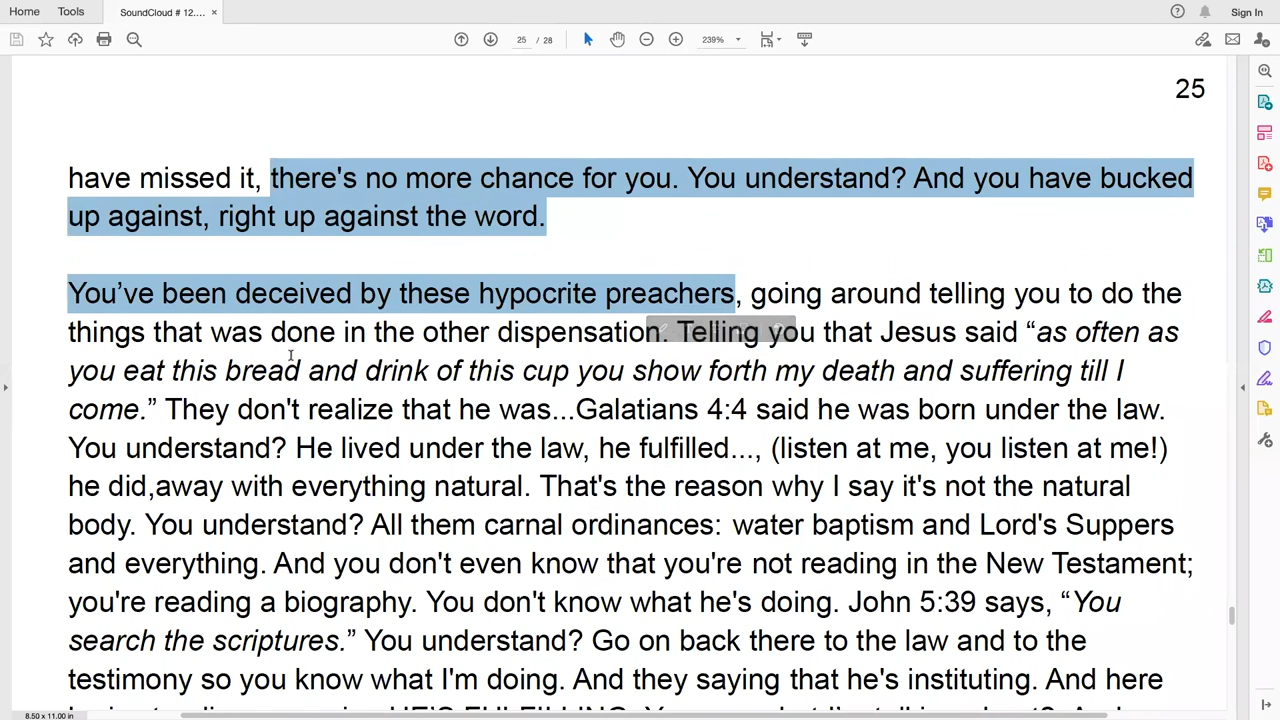 Home Tools SoundCloud # 12.... × Sign In
25 / 28 239%
25
have missed it, there's no more chance for you. You understand? And you have bucked
up against, right up against the word.
You’ve been deceived by these hypocrite preachers, going around telling you to do the
things that was done in the other dispensation. Telling you that Jesus said “as often as
you eat this bread and drink of this cup you show forth my death and suffering till I
come.” They don't realize that he was...Galatians 4:4 said he was born under the law.
You understand? He lived under the law, he fulfilled..., (listen at me, you listen at me!)
he did,away with everything natural. That's the reason why I say it's not the natural
body. You understand? All them carnal ordinances: water baptism and Lord's Suppers
and everything. And you don't even know that you're not reading in the New Testament;
you're reading a biography. You don't know what he's doing. John 5:39 says, “You
search the scriptures.” You understand? Go on back there to the law and to the
testimony so you know what I'm doing. And they saying that he's instituting. And here
HE'S FULFILLING.
8.50 x 11.00 in